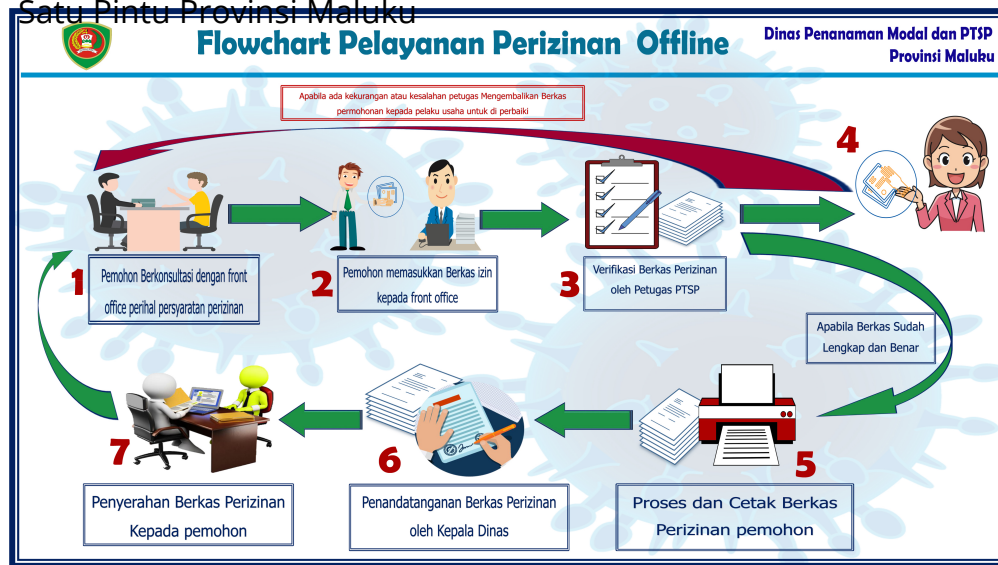 Satu Pintu Provinsi Maluku
Flowchart Pelayanan Perizinan Offline
Dinas Penanaman Modal dan PTSP
Provinsi Maluku
Apabila ada kekurangan atau kesalahan petugas Mengembalikan Berkas
permohonan kepada pelaku usaha untuk di perbaiki
4
1
Pemohon Berkonsultasi dengan front
office perihal persyaratan perizinan
2
Pemohon memasukkan Berkas izin
kepada front office
3
Verifikasi Berkas Perizinan
oleh Petugas PTSP
Apabila Berkas Sudah
Lengkap dan Benar
7
6
5
Penyerahan Berkas Perizinan
Kepada pemohon
Penandatanganan Berkas Perizinan
oleh Kepala Dinas
Proses dan Cetak Berkas
Perizinan pemohon